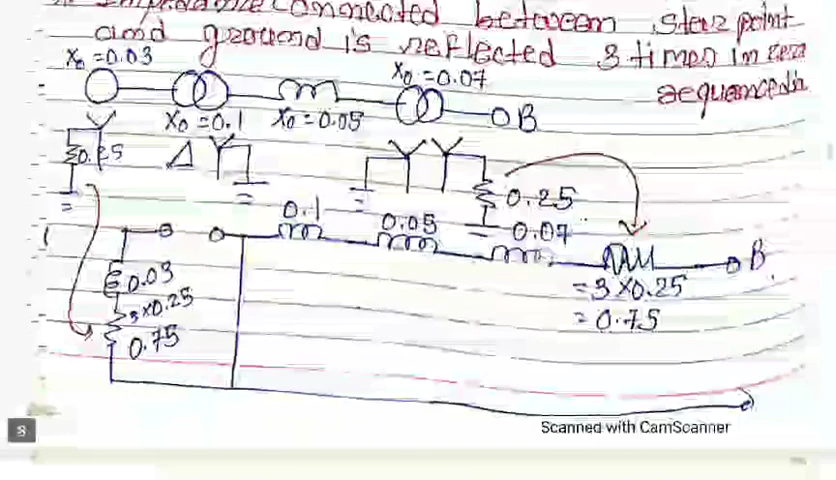 Impedance connected between star point
and ground is reflected 3 times in zero
sequence
X₀ =0.03
X₀ =0.07
X₀ =0.1 X₀ =0.05
B
Δ
0.25
0.25
0.1
0.05
0.07
B
0.03
3×0.25
0.75
=3×0.25
=0.75
8
Scanned with CamScanner